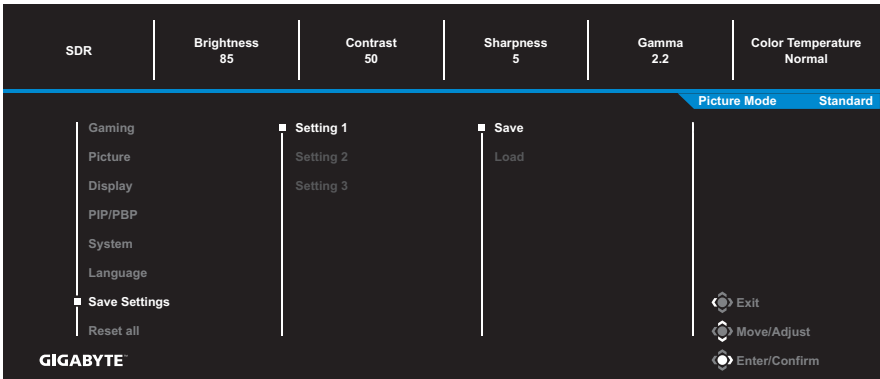 SDR
Brightness
85
Contrast
50
Sharpness
5
Gamma
2.2
Color Temperature
Normal
Picture Mode Standard
Gaming
Picture
Display
PIP/PBP
System
Language
Save Settings
Reset all
Setting 1
Setting 2
Setting 3
Save
Load
Exit
Move/Adjust
Enter/Confirm
GIGABYTE™